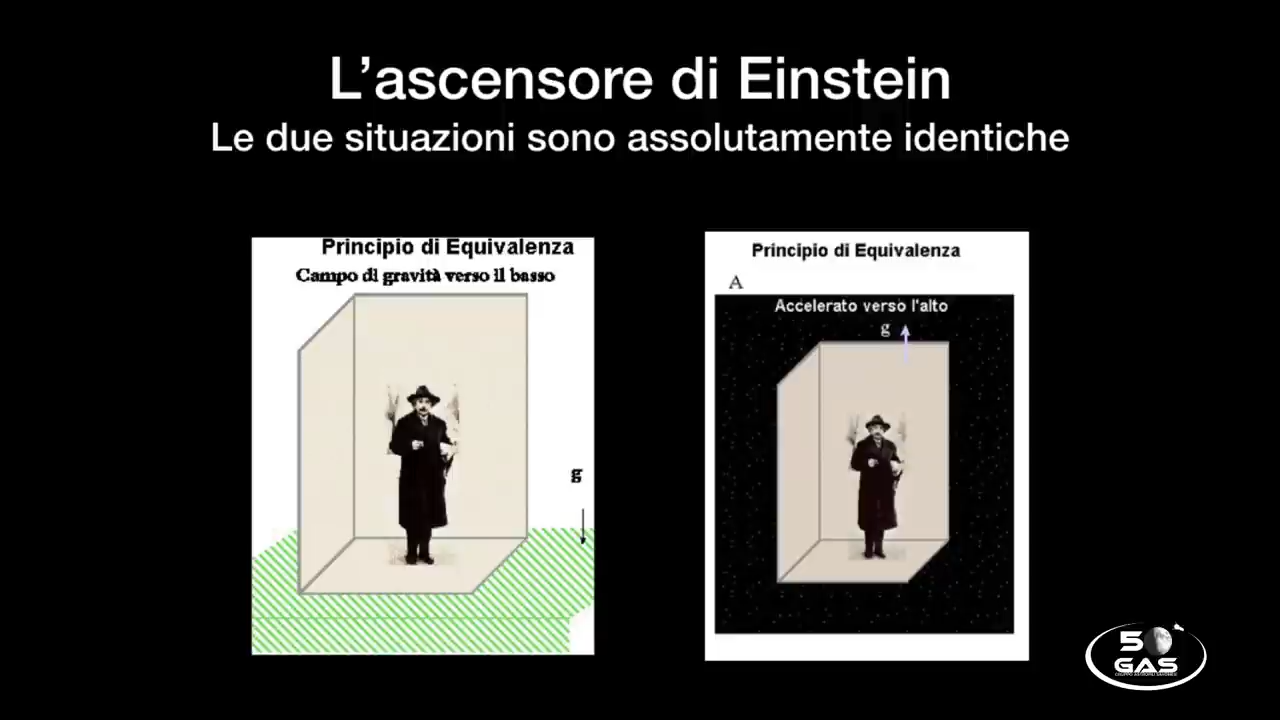 L'ascensore di Einstein
Le due situazioni sono assolutamente identiche
Principio di Equivalenza
Campo di gravità verso il basso
g
Principio di Equivalenza
A
Accelerato verso l'alto
g
50
GAS